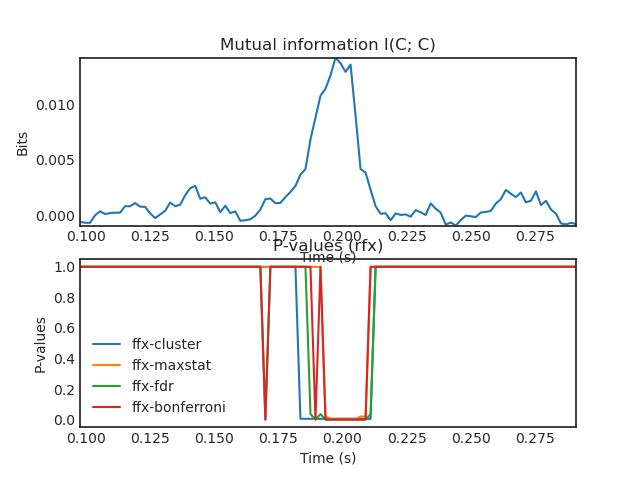 Mutual information I(C; C)
Bits
0.010
0.005
0.000
0.100 0.125 0.150 0.175 0.200 0.225 0.250 0.275
Time (s)
P-values (rfx)
P-values
1.0
0.8
0.6
0.4
0.2
0.0
ffx-cluster
ffx-maxstat
ffx-fdr
ffx-bonferroni
0.100 0.125 0.150 0.175 0.200 0.225 0.250 0.275
Time (s)